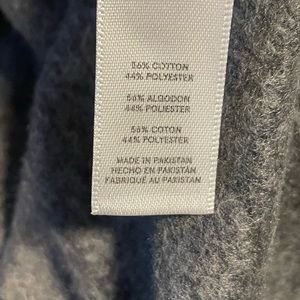 56% COTTON
44% POLYESTER
56% ALGODON
44% POLIESTER
56% COTON
44% POLYESTER
MADE IN PAKISTAN
HECHO EN PAKISTÁN
FABRIQUÉ AU PAKISTAN